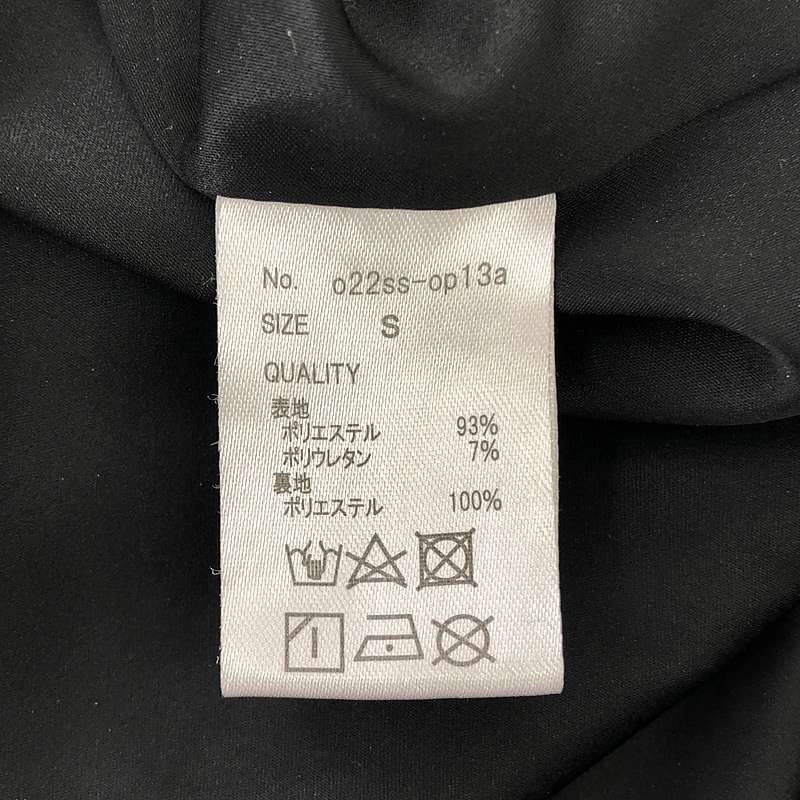 No. o22ss-op13a
SIZE S
QUALITY
表地
ポリエステル 93%
ポリウレタン 7%
裏地
ポリエステル 100%